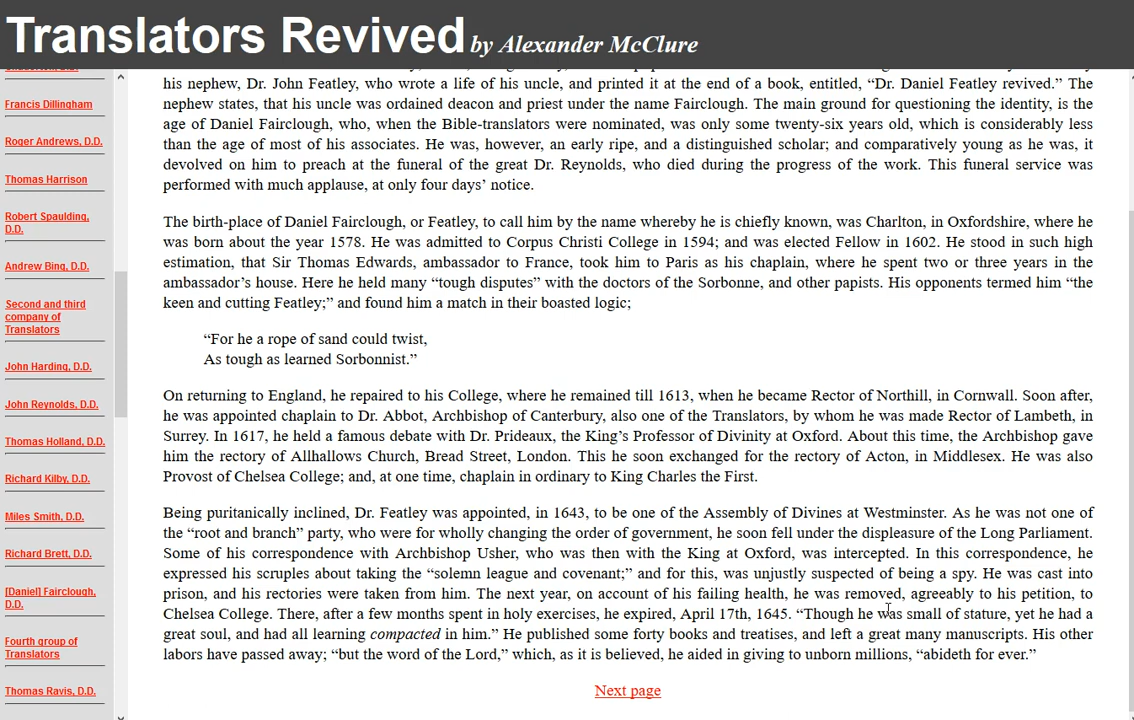 Translators Revived by Alexander McClure
Francis Dillingham
Roger Andrews, D.D.
Thomas Harrison
Robert Spaulding,
D.D.
Andrew Bing, D.D.
Second and third
company of
Translators
John Harding, D.D.
John Reynolds, D.D.
Thomas Holland, D.D.
Richard Kilby, D.D.
Miles Smith, D.D.
Richard Brett, D.D.
[Daniel] Fairclough,
D.D.
Fourth group of
Translators
Thomas Ravis, D.D.
his nephew, Dr. John Featley, who wrote a life of his uncle, and printed it at the end of a book, entitled, “Dr. Daniel Featley revived.” The
nephew states, that his uncle was ordained deacon and priest under the name Fairclough. The main ground for questioning the identity, is the
age of Daniel Fairclough, who, when the Bible-translators were nominated, was only some twenty-six years old, which is considerably less
than the age of most of his associates. He was, however, an early ripe, and a distinguished scholar; and comparatively young as he was, it
devolved on him to preach at the funeral of the great Dr. Reynolds, who died during the progress of the work. This funeral service was
performed with much applause, at only four days’ notice.
The birth-place of Daniel Fairclough, or Featley, to call him by the name whereby he is chiefly known, was Charlton, in Oxfordshire, where he
was born about the year 1578. He was admitted to Corpus Christi College in 1594; and was elected Fellow in 1602. He stood in such high
estimation, that Sir Thomas Edwards, ambassador to France, took him to Paris as his chaplain, where he spent two or three years in the
ambassador’s house. Here he held many “tough disputes” with the doctors of the Sorbonne, and other papists. His opponents termed him “the
keen and cutting Featley;” and found him a match in their boasted logic;
“For he a rope of sand could twist,
As tough as learned Sorbonnist.”
On returning to England, he repaired to his College, where he remained till 1613, when he became Rector of Northill, in Cornwall. Soon after,
he was appointed chaplain to Dr. Abbot, Archbishop of Canterbury, also one of the Translators, by whom he was made Rector of Lambeth, in
Surrey. In 1617, he held a famous debate with Dr. Prideaux, the King’s Professor of Divinity at Oxford. About this time, the Archbishop gave
him the rectory of Allhallows Church, Bread Street, London. This he soon exchanged for the rectory of Acton, in Middlesex. He was also
Provost of Chelsea College; and, at one time, chaplain in ordinary to King Charles the First.
Being puritanically inclined, Dr. Featley was appointed, in 1643, to be one of the Assembly of Divines at Westminster. As he was not one of
the “root and branch” party, who were for wholly changing the order of government, he soon fell under the displeasure of the Long Parliament.
Some of his correspondence with Archbishop Usher, who was then with the King at Oxford, was intercepted. In this correspondence, he
expressed his scruples about taking the “solemn league and covenant;” and for this, was unjustly suspected of being a spy. He was cast into
prison, and his rectories were taken from him. The next year, on account of his failing health, he was removed, agreeably to his petition, to
Chelsea College. There, after a few months spent in holy exercises, he expired, April 17th, 1645. “Though he was small of stature, yet he had a
great soul, and had all learning compacted in him.” He published some forty books and treatises, and left a great many manuscripts. His other
labors have passed away; “but the word of the Lord,” which, as it is believed, he aided in giving to unborn millions, “abideth for ever.”
Next page